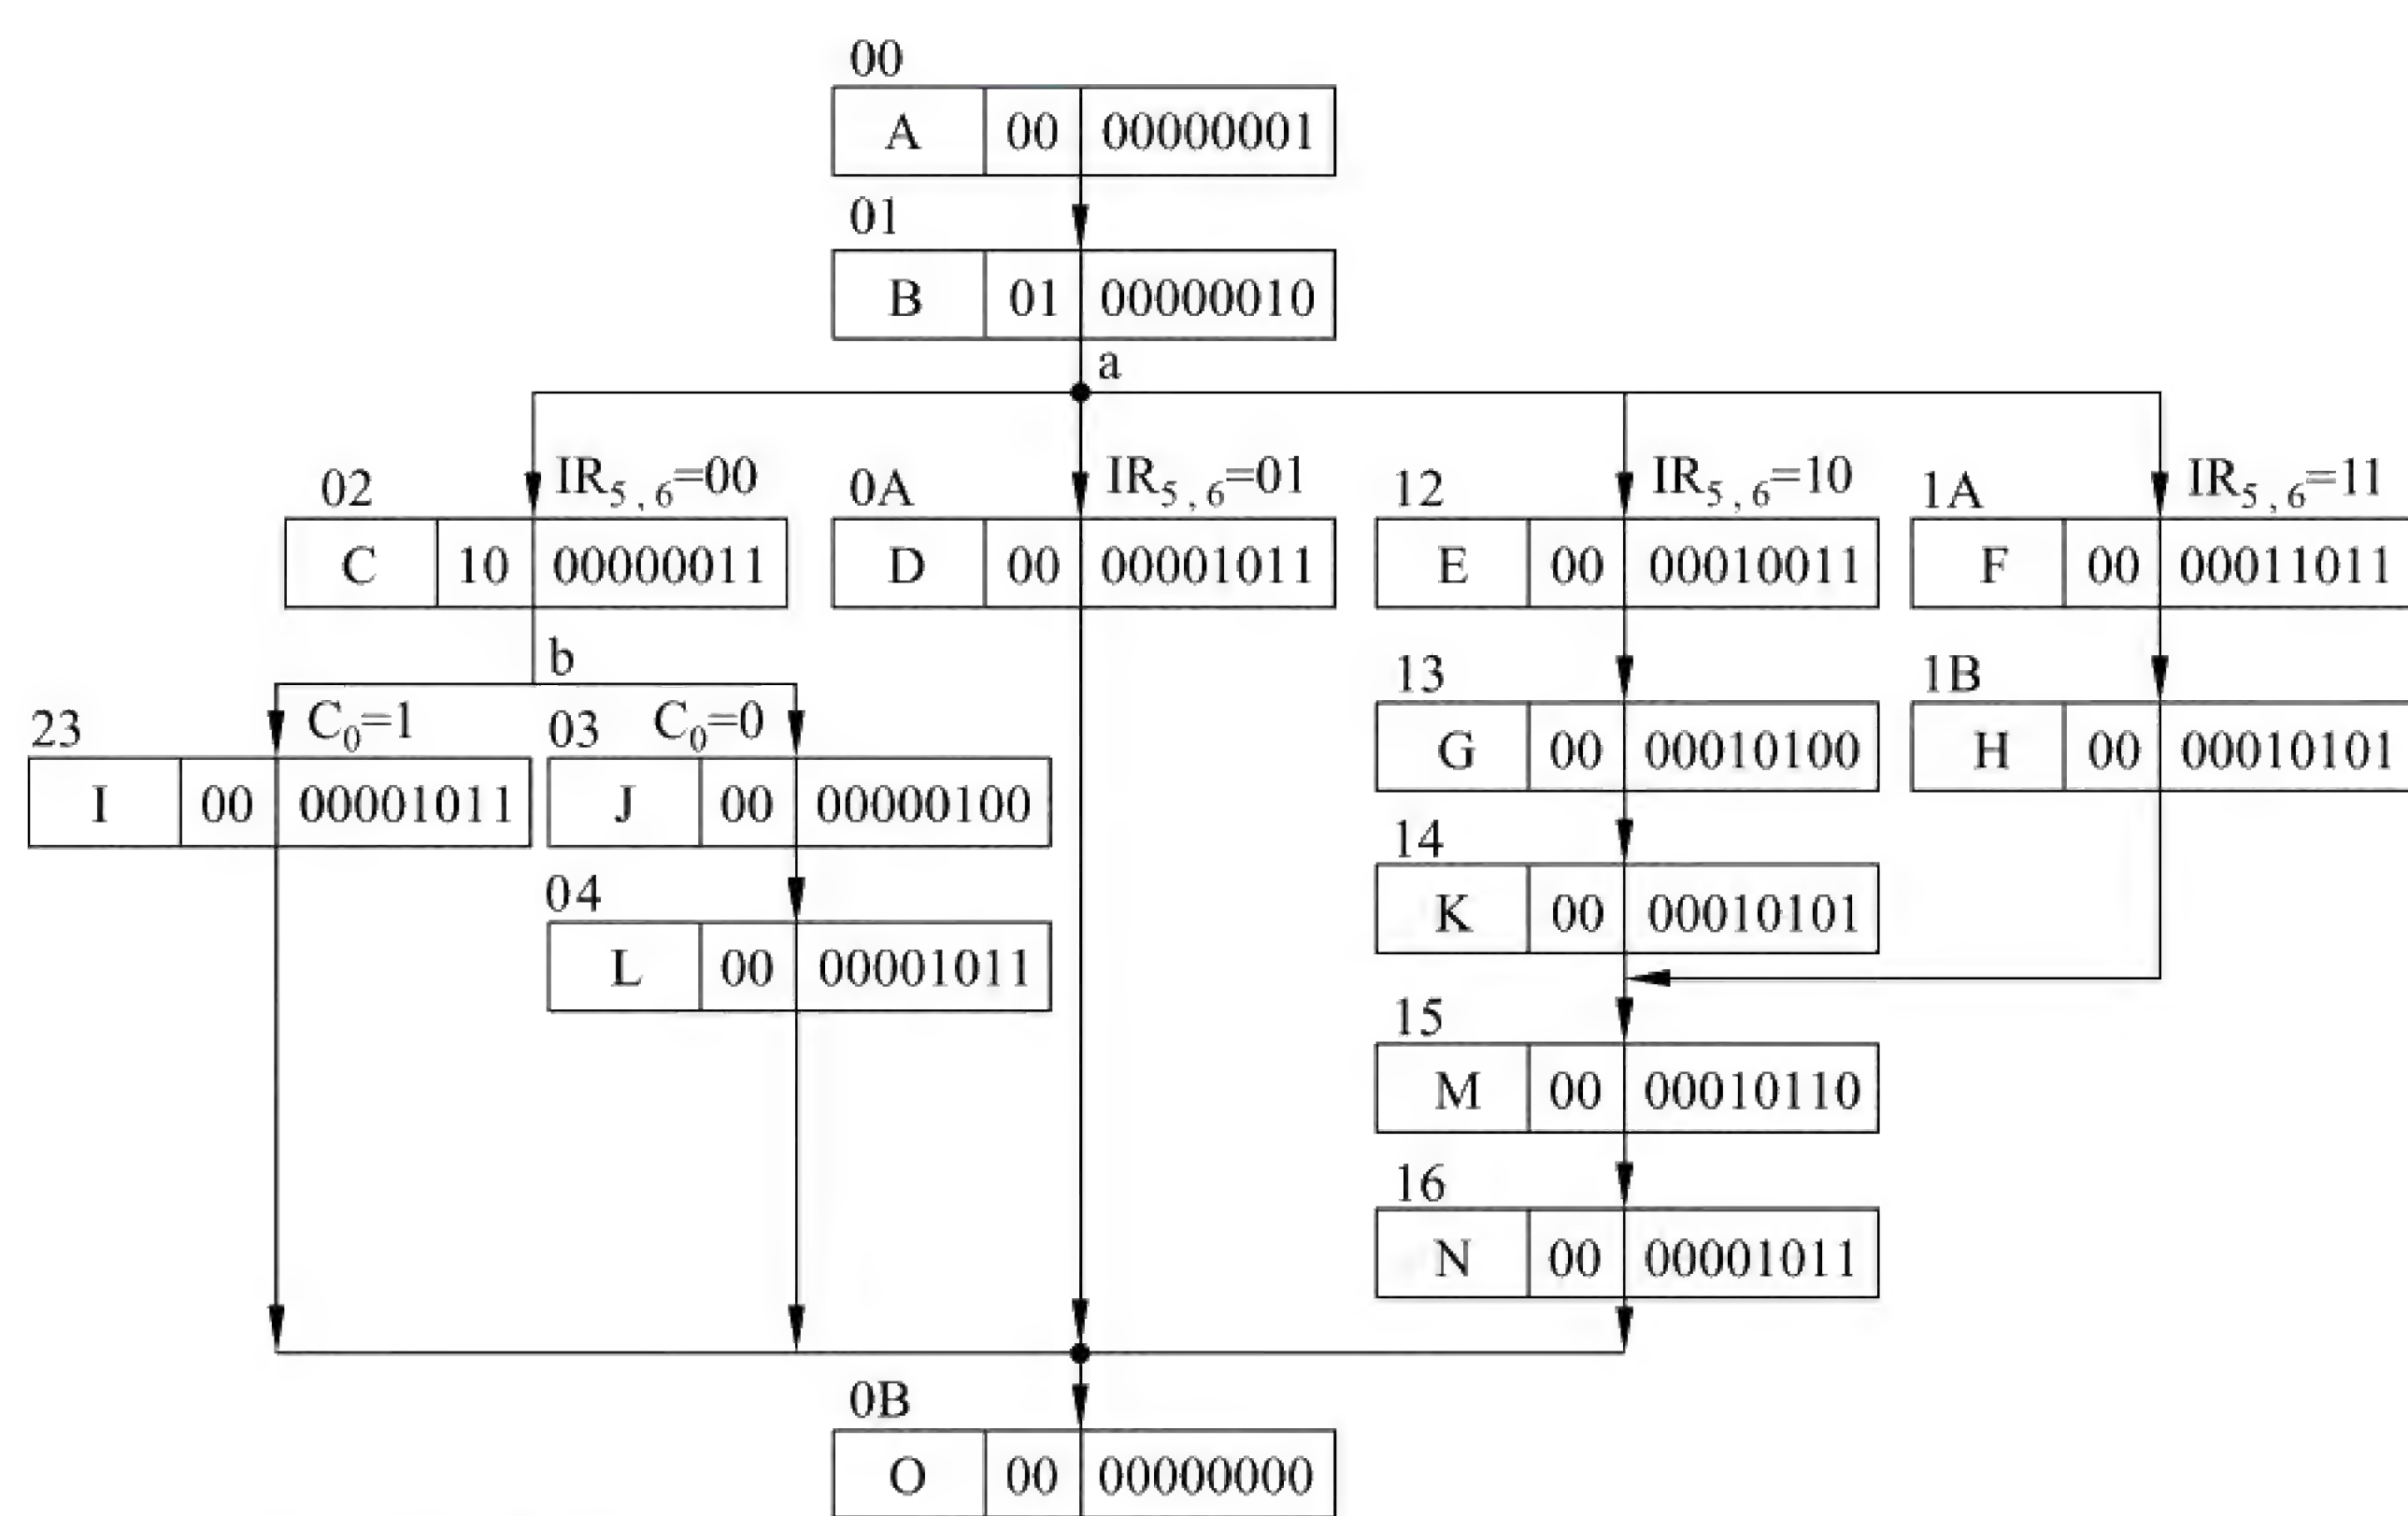 00
A 00 00000001
01
B 01 00000010
a
02 IR5,6=00 0A IR5,6=01 12 IR5,6=10 1A IR5,6=11
C 10 00000011 D 00 00001011 E 00 00010011 F 00 00011011
b 13 1B
23 C0=1 03 C0=0
G 00 00010100 H 00 00010101
I 00 00001011 J 00 00000100
14
04
K 00 00010101
L 00 00001011
15
M 00 00010110
16
N 00 00001011
0B
O 00 00000000